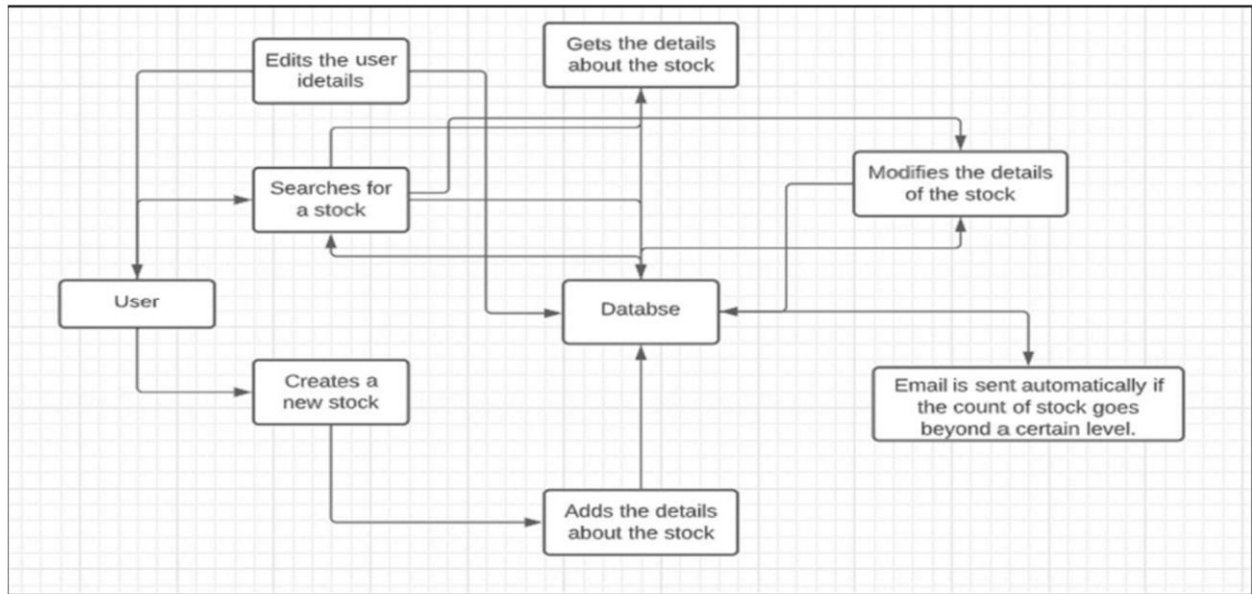 Edits the user
idetails
Gets the details
about the stock
Searches for
a stock
Modifies the details
of the stock
User
Databse
Creates a
new stock
Email is sent automatically if
the count of stock goes
beyond a certain level.
Adds the details
about the stock